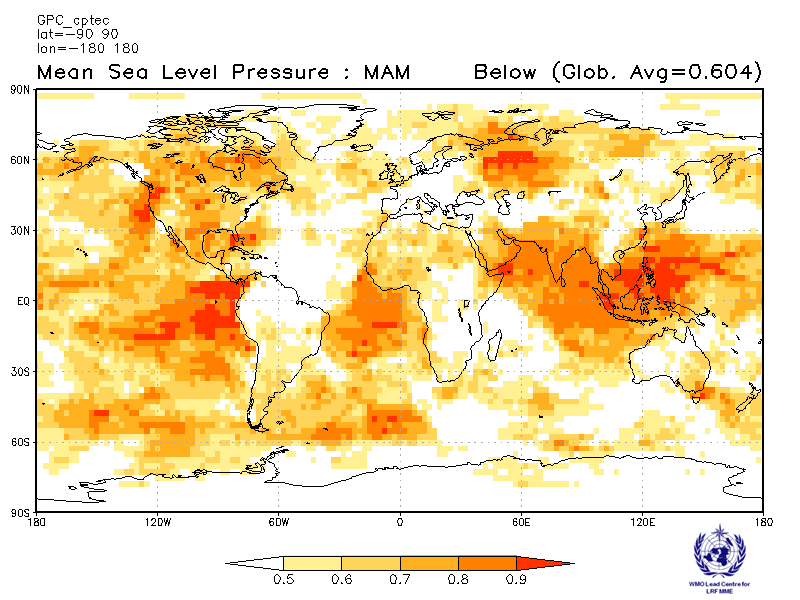 GPC_cptec
lat=-90 90
lon=-180 180
Mean Sea Level Pressure : MAM Below (Glob. Avg=0.604)
90N
60N
30N
EQ
30S
60S
90S
180 120W 60W 0 60E 120E 180
0.5 0.6 0.7 0.8 0.9
WMO Lead Centre for
LRF MME